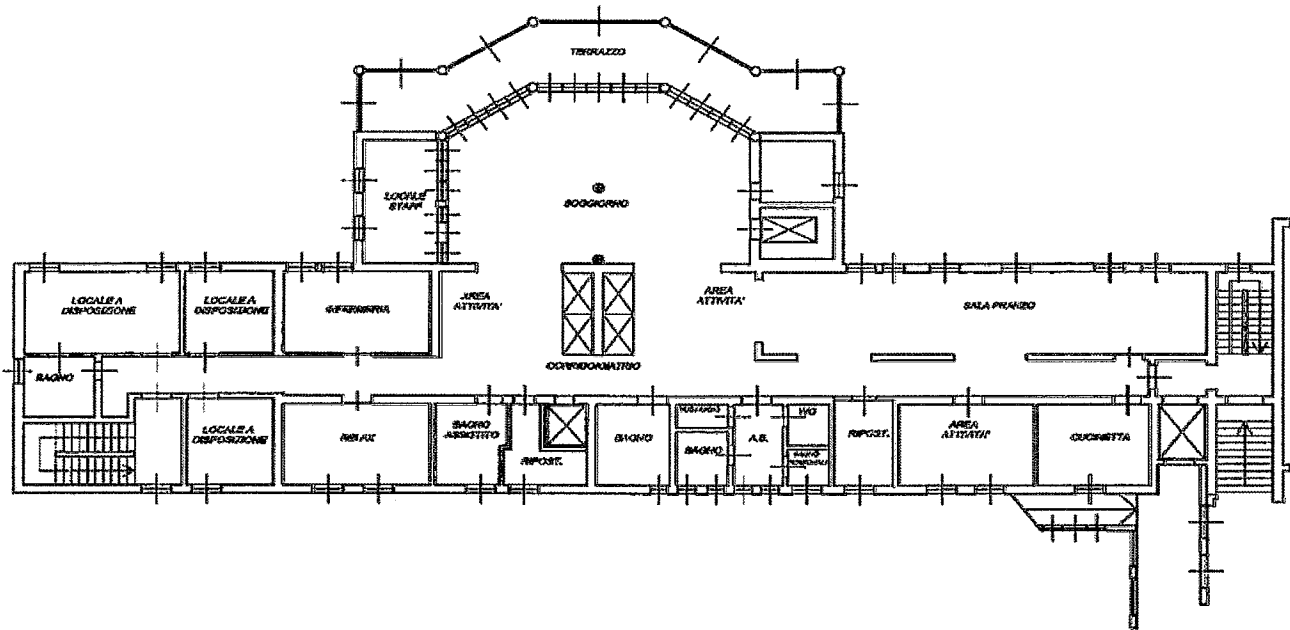 TERRAZZO
LOCALE
STAFF
SOGGIORNO
LOCALE A
DISPOSIZIONE
LOCALE A
DISPOSIZIONE
INFERMERIA
AREA
ATTIVITA'
AREA
ATTIVITA'
SALA PRANZO
CORRIDOIO/ATRIO
BAGNO
LOCALE A
DISPOSIZIONE
RELAX
BAGNO
ASSISTITO
RIPOST.
BAGNO
BAGNO
A.B.
WC
RIPOST.
AREA
ATTIVITA'
CUCINETTA